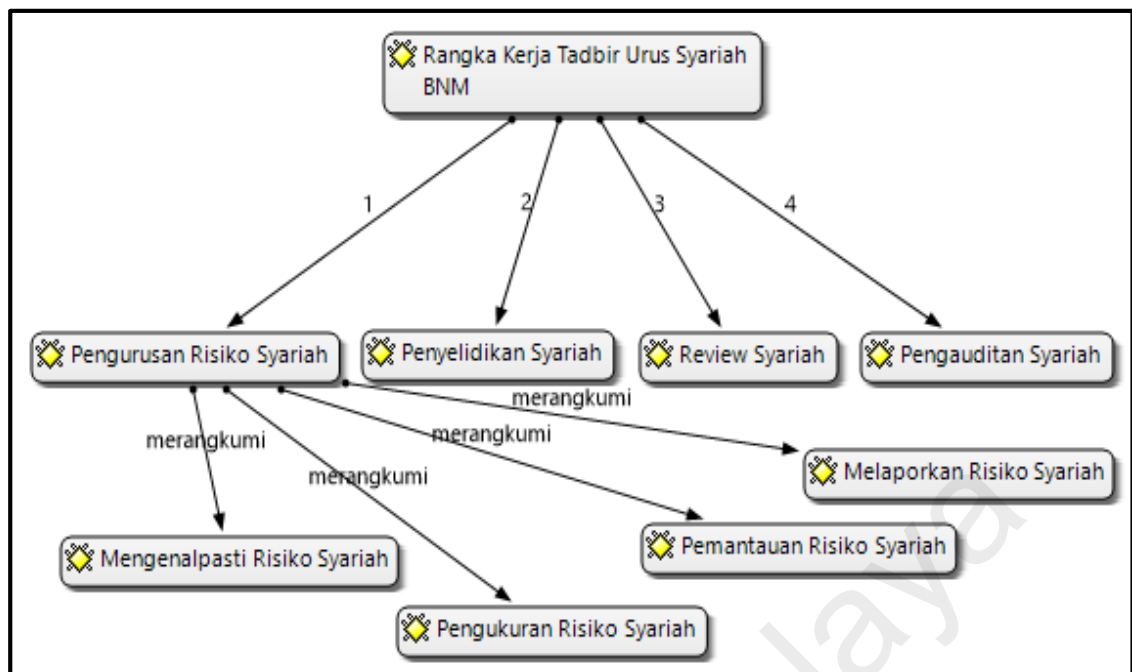 Rangka Kerja Tadbir Urus Syariah
BNM
1
2
3
4
Pengurusan Risiko Syariah
Penyelidikan Syariah
Review Syariah
Pengauditan Syariah
merangkumi
merangkumi
merangkumi
merangkumi
Melaporkan Risiko Syariah
Pemantauan Risiko Syariah
Mengenalpasti Risiko Syariah
Pengukuran Risiko Syariah
laya